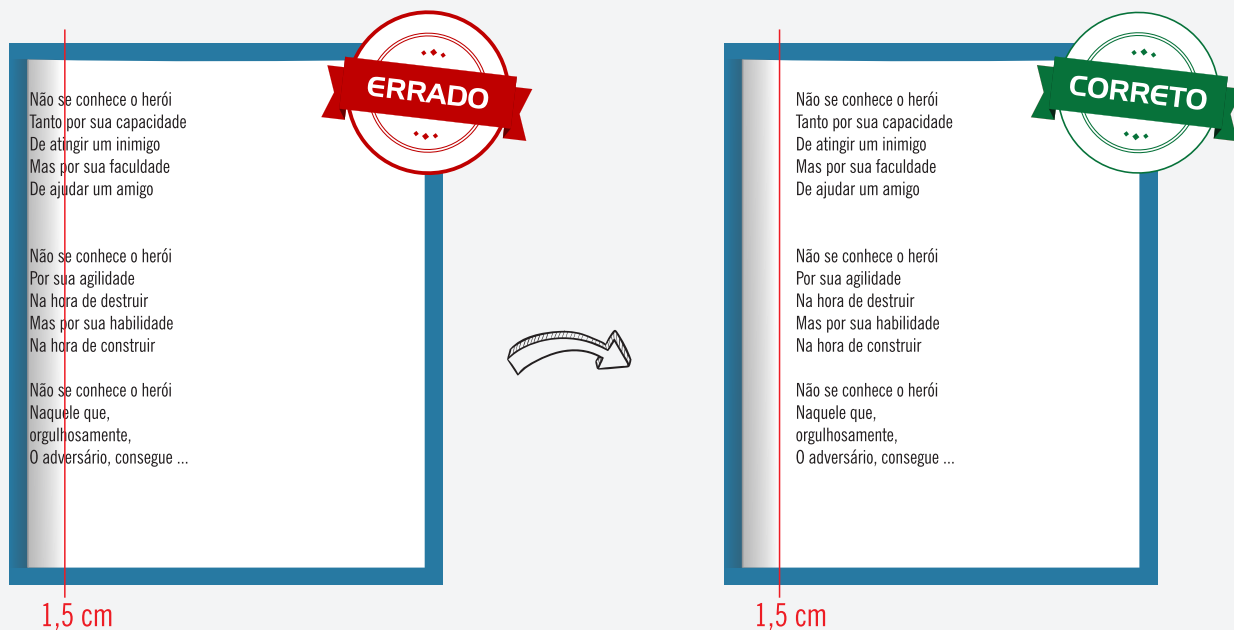 ERRADO
Não se conhece o herói
Tanto por sua capacidade
De atingir um inimigo
Mas por sua faculdade
De ajudar um amigo
Não se conhece o herói
Por sua agilidade
Na hora de destruir
Mas por sua habilidade
Na hora de construir
Não se conhece o herói
Naquele que,
orgulhosamente,
O adversário, consegue ...
1,5 cm
CORRETO
Não se conhece o herói
Tanto por sua capacidade
De atingir um inimigo
Mas por sua faculdade
De ajudar um amigo
Não se conhece o herói
Por sua agilidade
Na hora de destruir
Mas por sua habilidade
Na hora de construir
Não se conhece o herói
Naquele que,
orgulhosamente,
O adversário, consegue ...
1,5 cm